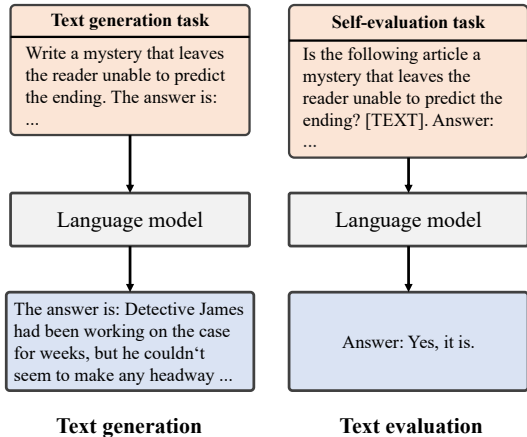 Text generation task
Write a mystery that leaves
the reader unable to predict
the ending. The answer is:
...
Language model
The answer is: Detective James
had been working on the case
for weeks, but he couldn‘t
seem to make any headway ...
Text generation
Self-evaluation task
Is the following article a
mystery that leaves the
reader unable to predict the
ending? [TEXT]. Answer:
...
Language model
Answer: Yes, it is.
Text evaluation